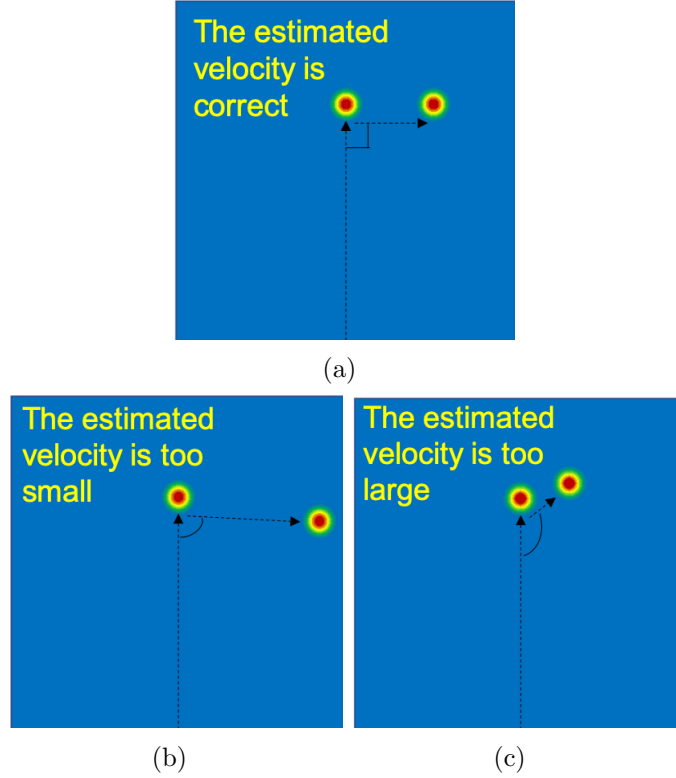 The estimated
velocity is
correct
(a)
The estimated
velocity is too
small
The estimated
velocity is too
large
(b)
(c)